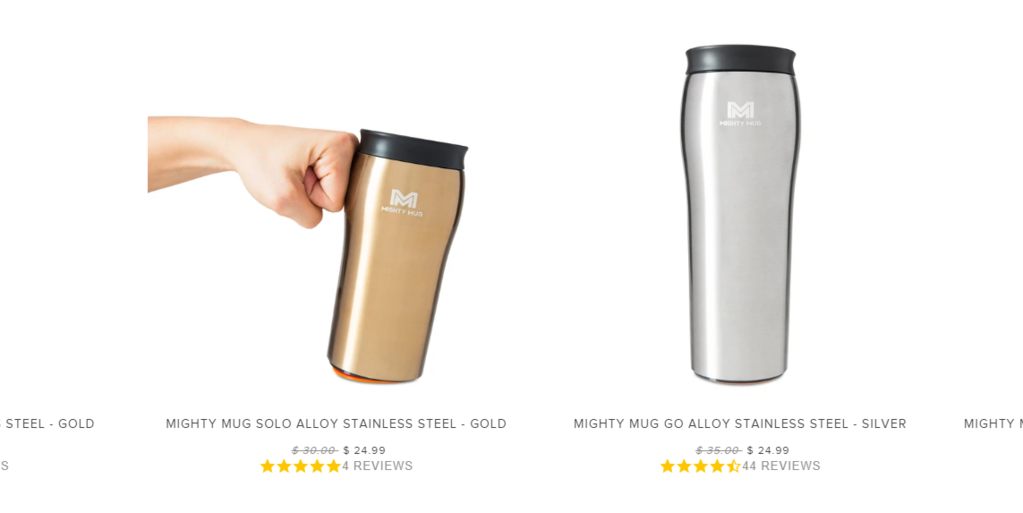 MIGHTY MUG
MIGHTY MUG
STEEL - GOLD
MIGHTY MUG SOLO ALLOY STAINLESS STEEL - GOLD
MIGHTY MUG GO ALLOY STAINLESS STEEL - SILVER
MIGHTY
$ 30.00 $ 24.99
$ 35.00 $ 24.99
4 REVIEWS
44 REVIEWS